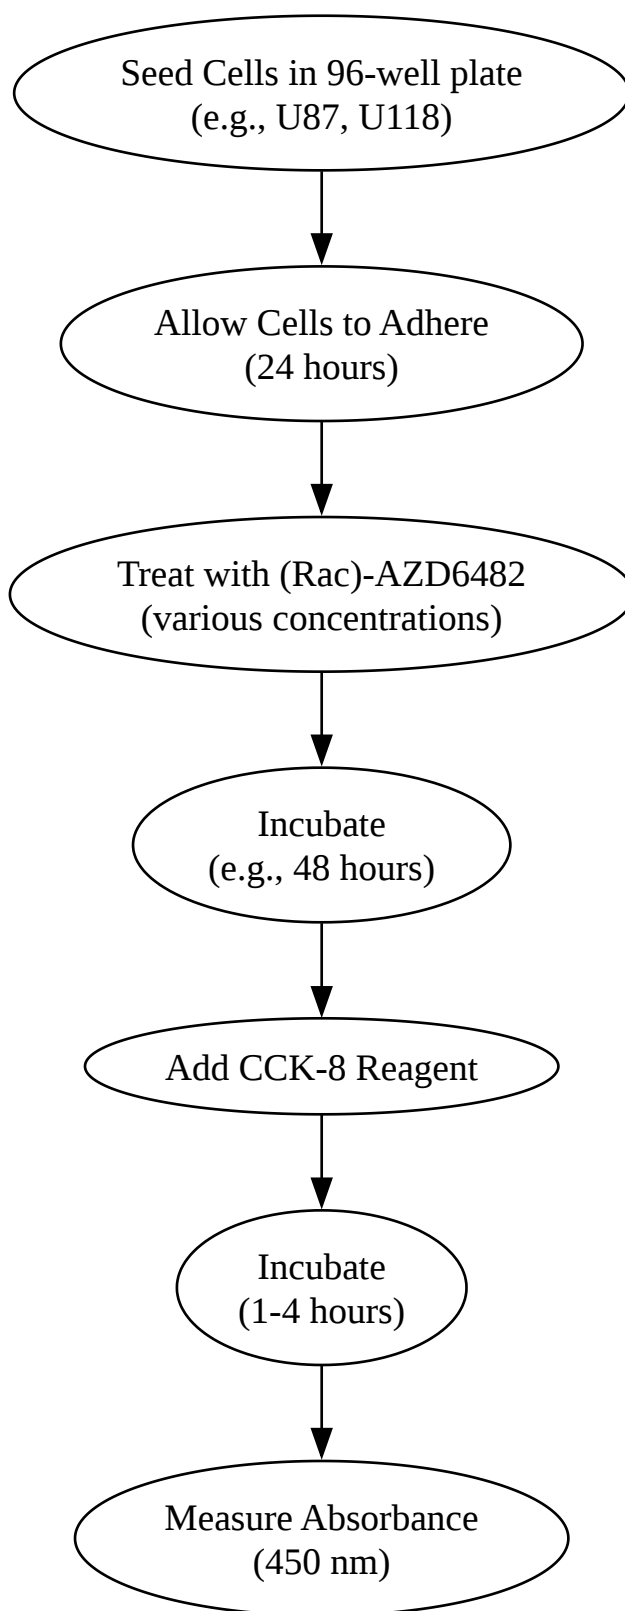 Seed Cells in 96-well plate
(e.g., U87, U118)
Allow Cells to Adhere
(24 hours)
Treat with (Rac)-AZD6482
(various concentrations)
Incubate
(e.g., 48 hours)
Add CCK-8 Reagent
Incubate
(1-4 hours)
Measure Absorbance
(450 nm)